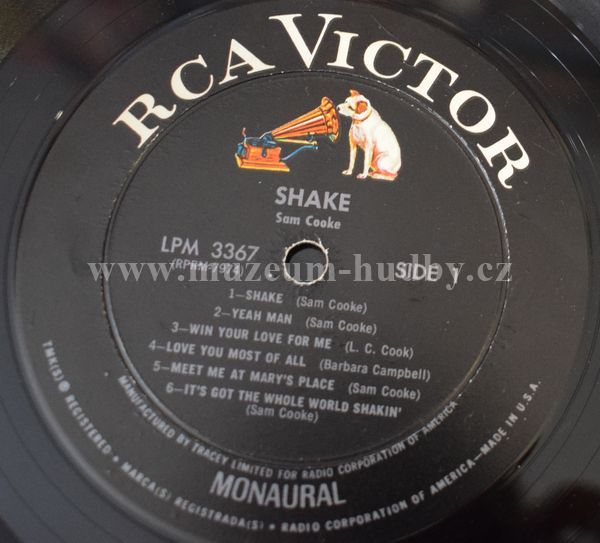 RCA VICTOR
SHAKE
Sam Cooke
LPM 3367
SIDE 1
www.muzeum-hudby.cz
1—SHAKE (Sam Cooke)
2—YEAH MAN (Sam Cooke)
3—WIN YOUR LOVE FOR ME (L. C. Cook)
4—LOVE YOU MOST OF ALL (Barbara Campbell)
5—MEET ME AT MARY'S PLACE (Sam Cooke)
6—IT'S GOT THE WHOLE WORLD SHAKIN'
(Sam Cooke)
MANUFACTURED BY TRACEY LIMITED FOR RADIO CORPORATION OF AMERICA
MONAURAL
TMK(S) ® REGISTERED • MARCA(S) REGISTRADA(S) • RADIO CORPORATION OF AMERICA—MADE IN U.S.A.